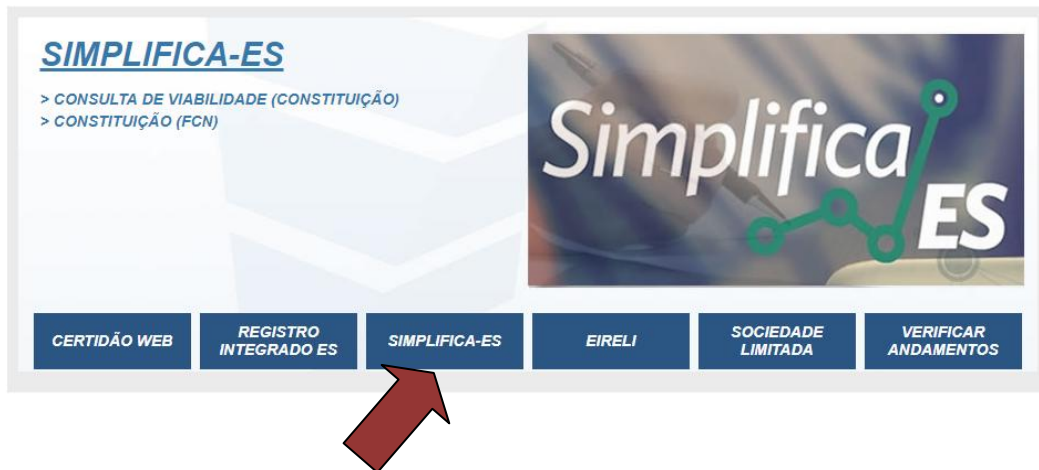 SIMPLIFICA-ES
> CONSULTA DE VIABILIDADE (CONSTITUIÇÃO)
> CONSTITUIÇÃO (FCN)
Simplifica
ES
CERTIDÃO WEB
REGISTRO
INTEGRADO ES
SIMPLIFICA-ES
EIRELI
SOCIEDADE
LIMITADA
VERIFICAR
ANDAMENTOS